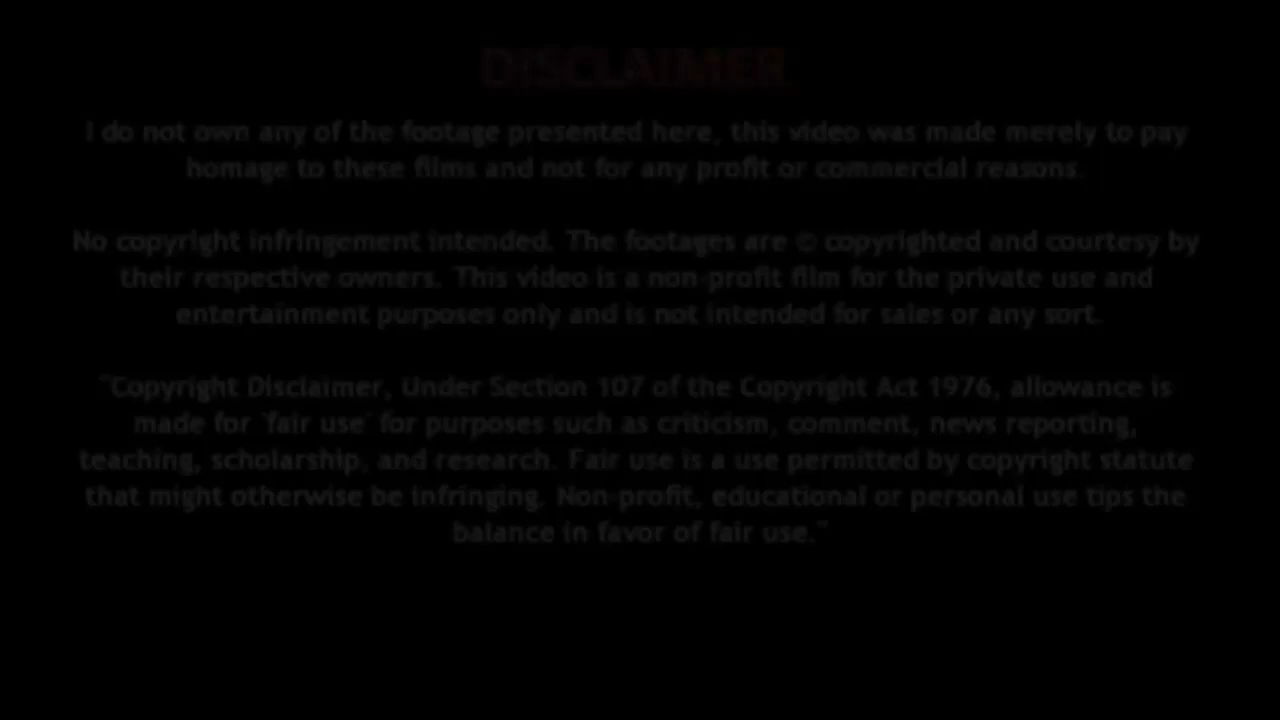 DISCLAIMER
I do not own any of the footage presented here, this video was made merely to pay
homage to these films and not for any profit or commercial reasons.
No copyright infringement intended. The footages are © copyrighted and courtesy by
their respective owners. This video is a non-profit film for the private use and
entertainment purposes only and is not intended for sales or any sort.
"Copyright Disclaimer, Under Section 107 of the Copyright Act 1976, allowance is
made for 'fair use' for purposes such as criticism, comment, news reporting,
teaching, scholarship, and research. Fair use is a use permitted by copyright statute
that might otherwise be infringing. Non-profit, educational or personal use tips the
balance in favor of fair use."